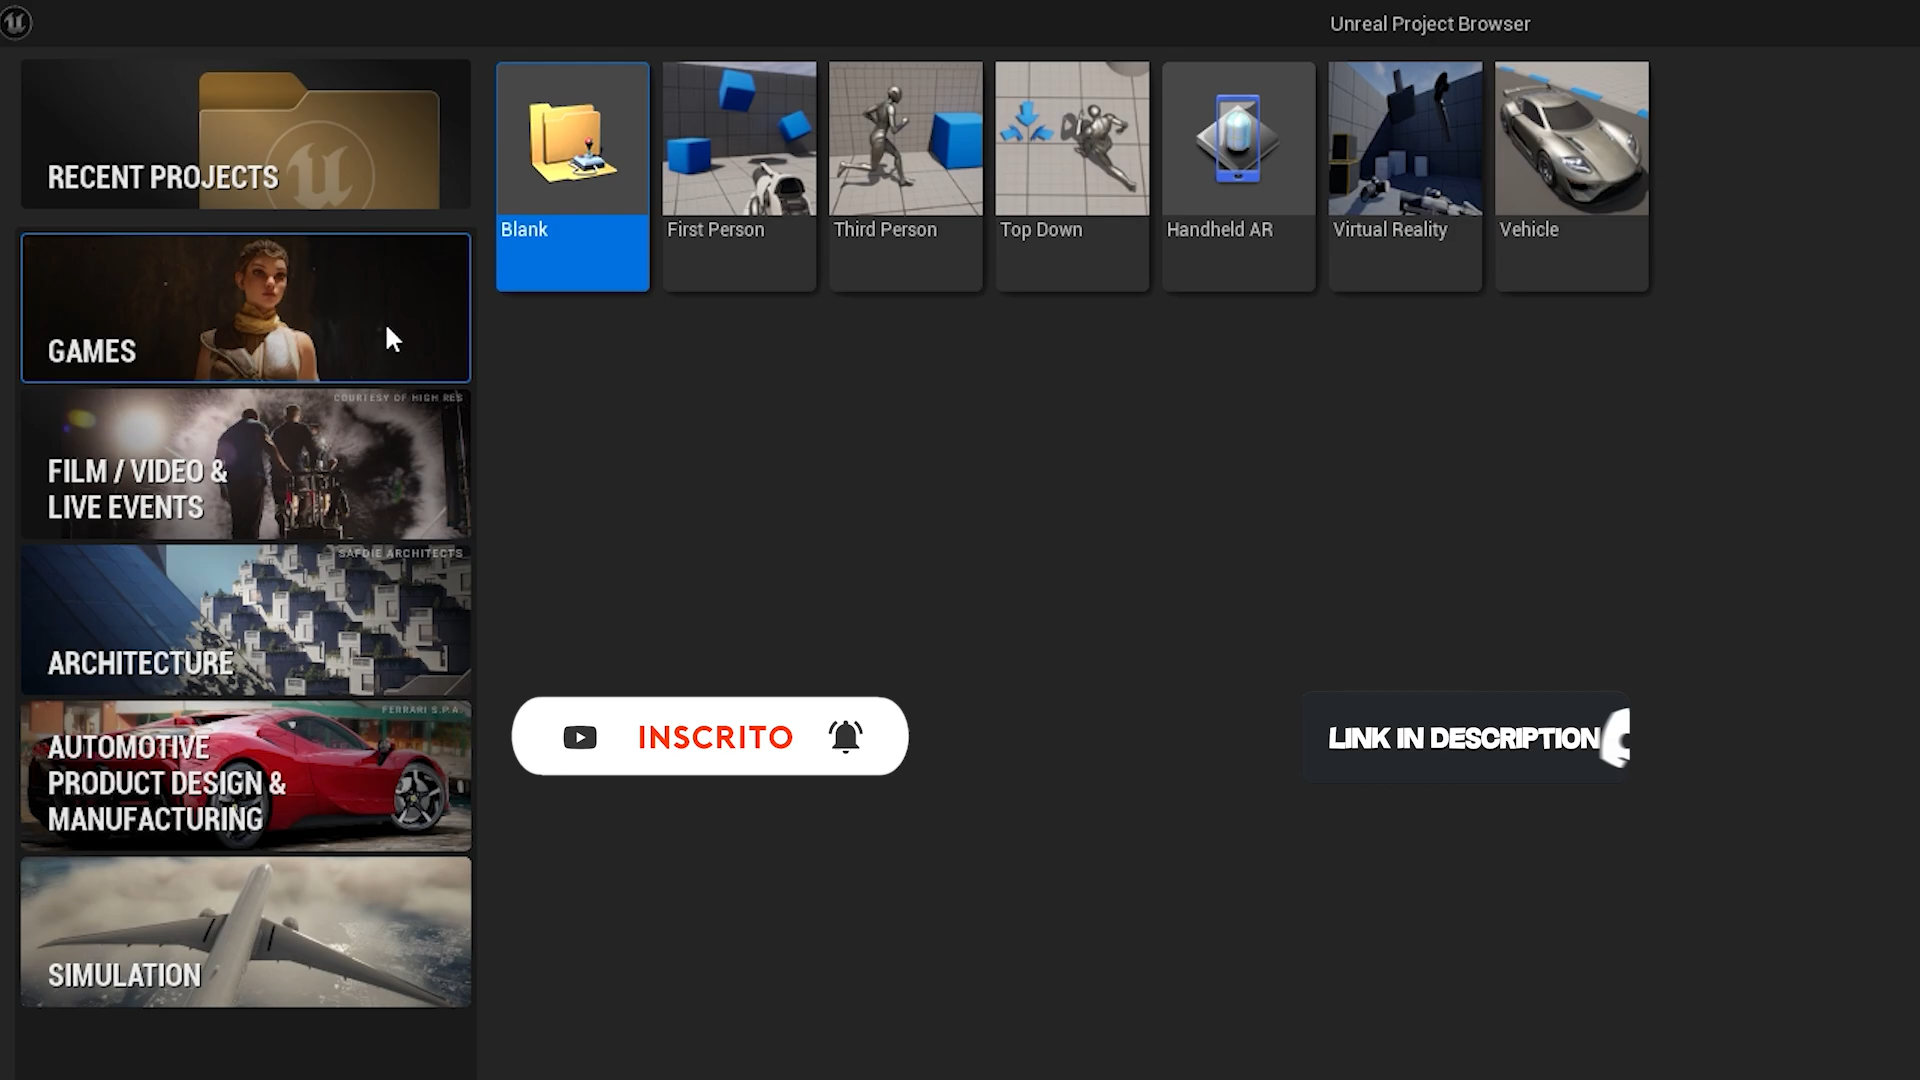 Unreal Project Browser
RECENT PROJECTS
GAMES
COURTESY OF HIGH RES
FILM / VIDEO &
LIVE EVENTS
SAFDIE ARCHITECTS
ARCHITECTURE
FERRARI S.P.A.
AUTOMOTIVE
PRODUCT DESIGN &
MANUFACTURING
SIMULATION
Blank
First Person
Third Person
Top Down
Handheld AR
Virtual Reality
Vehicle
INSCRITO
LINK IN DESCRIPTION